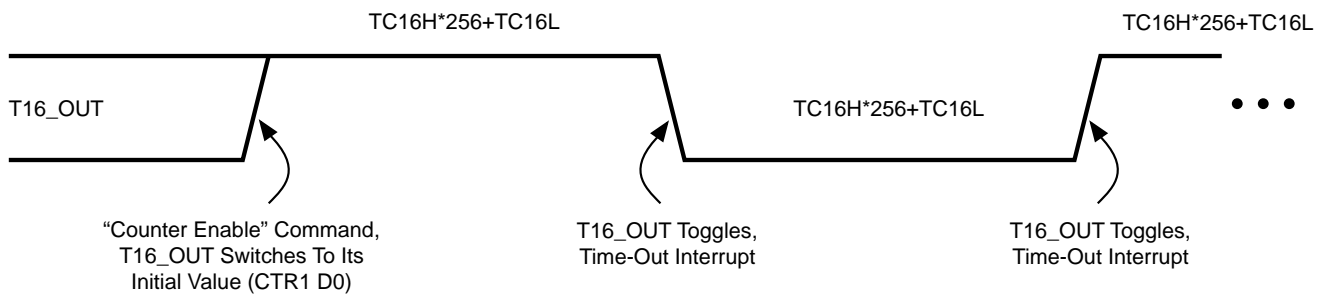 TC16H*256+TC16L
TC16H*256+TC16L
T16_OUT
TC16H*256+TC16L
“Counter Enable” Command,
T16_OUT Switches To Its
Initial Value (CTR1 D0)
T16_OUT Toggles,
Time-Out Interrupt
T16_OUT Toggles,
Time-Out Interrupt